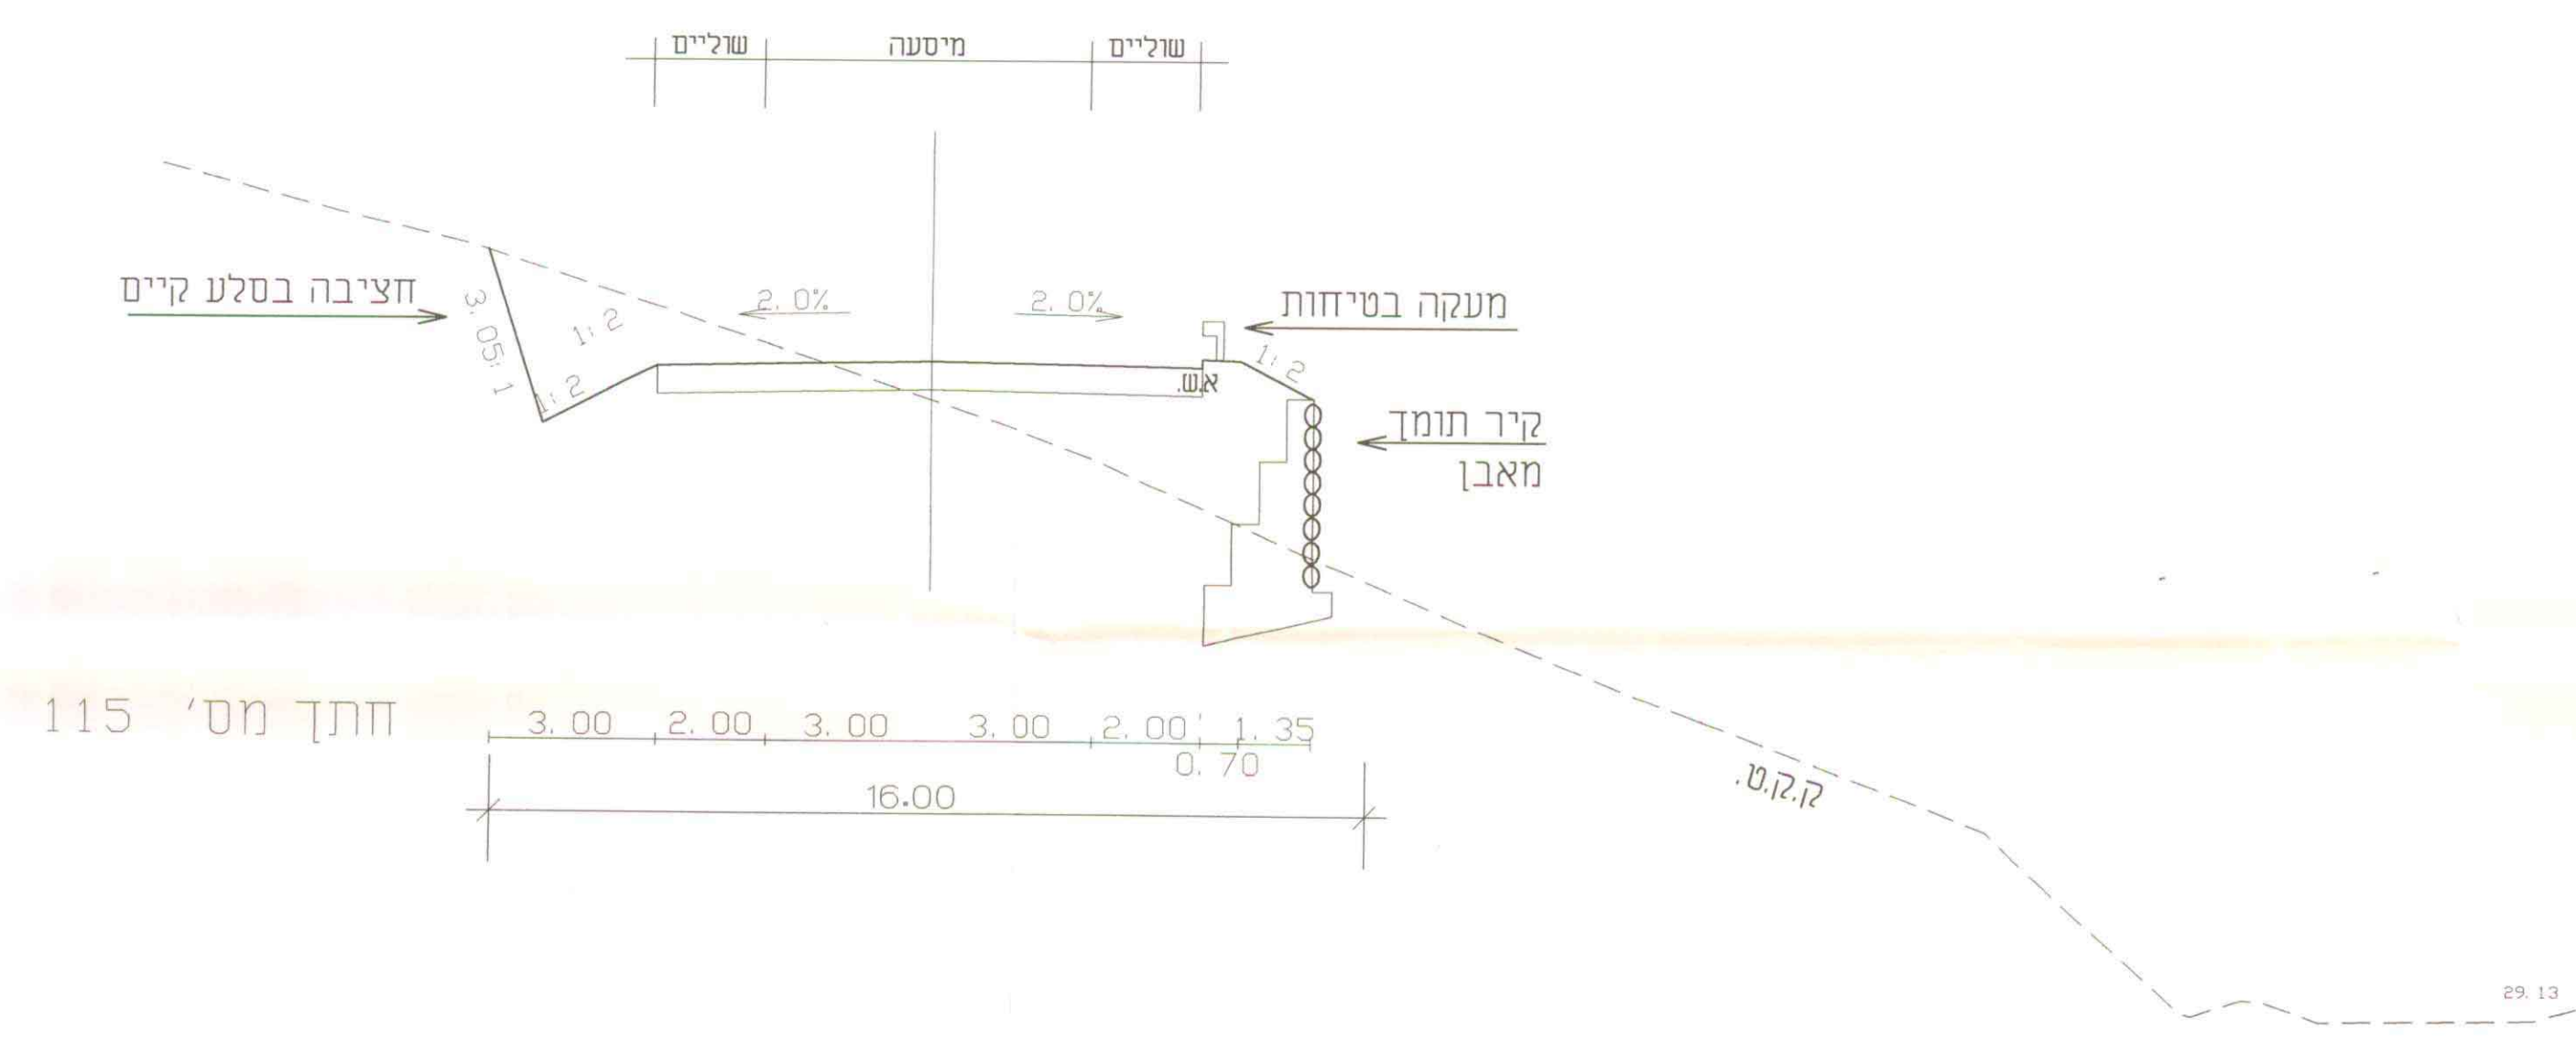 שוליים מיסעה שוליים
חציבה בסלע קיים
3.05:1
1:2
1:2
2.0%
2.0%
מעקה בטיחות
1:2
א.ש.
קיר תומך
מאבן
חתך מס' 115
3.00 2.00 3.00 3.00 2.00 1.35
0.70
16.00
ק.ק.ט.
29.13